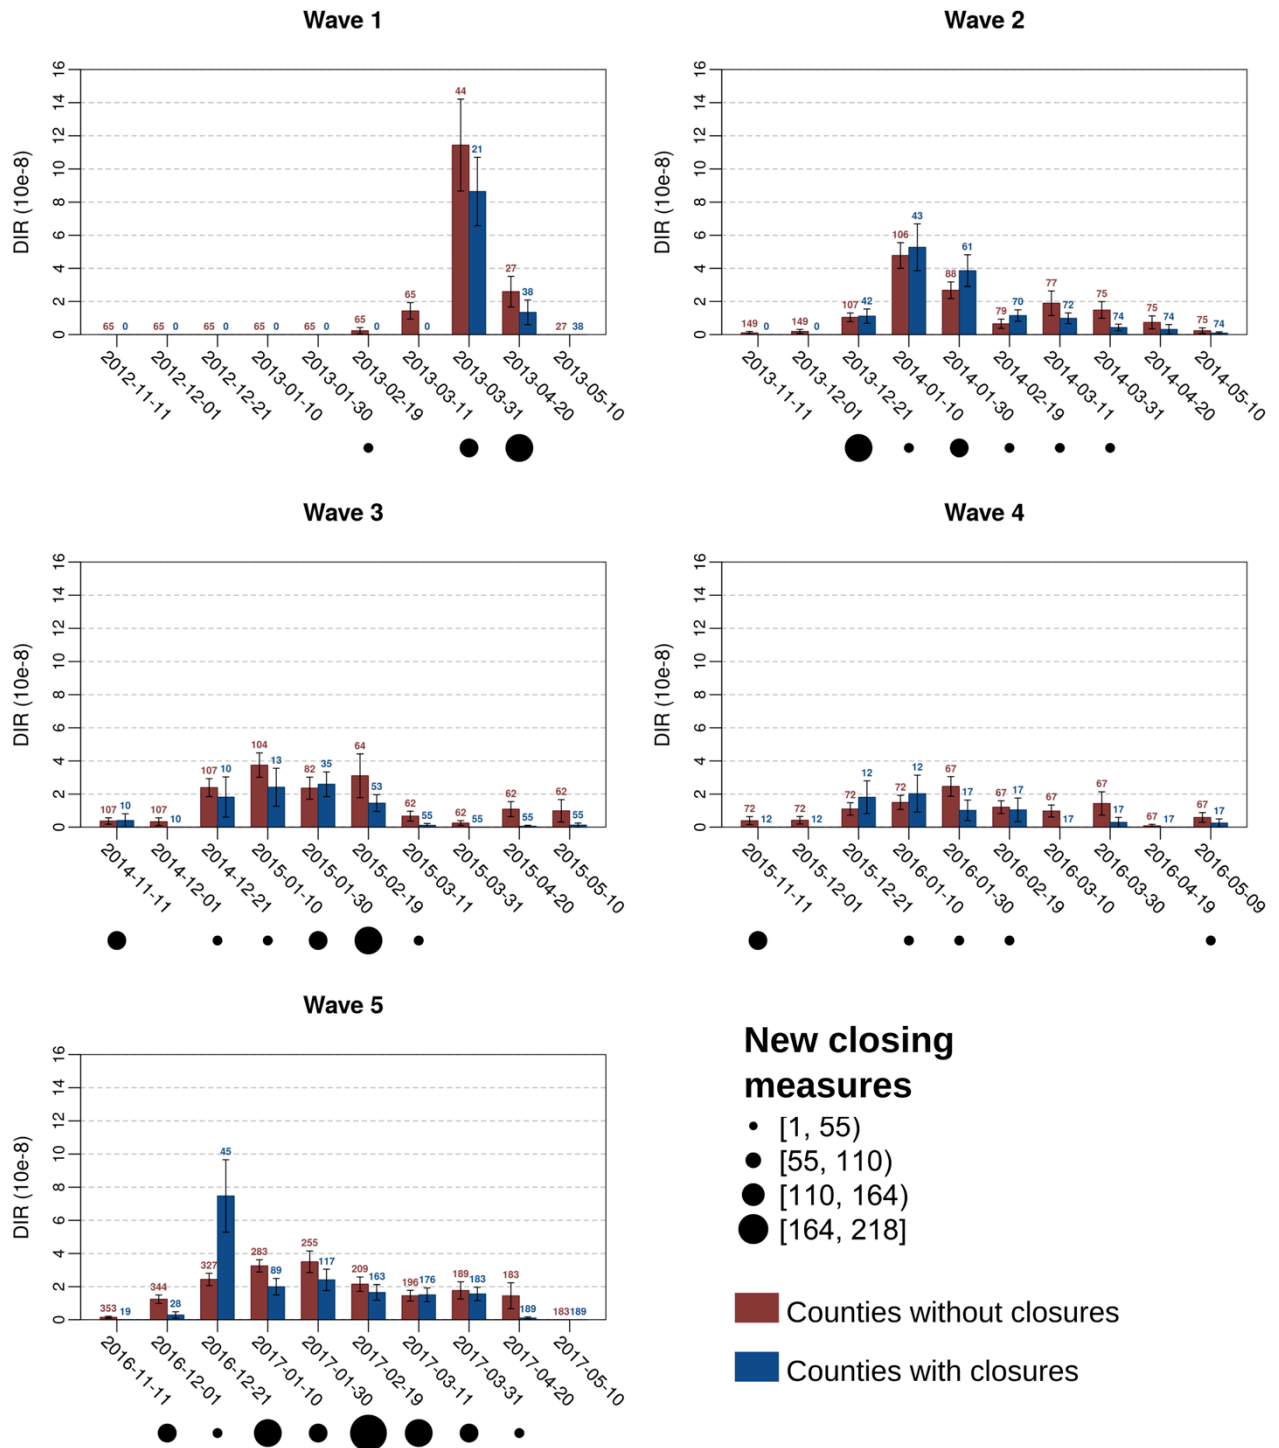 Wave 1
DIR (10e-8)
0 2 4 6 8 10 12 14 16
65 0 65 0 65 0 65 0 65 0 65 0 65 0 44 21 27 38 27 38
2012-11-11 2012-12-01 2012-12-21 2013-01-10 2013-01-30 2013-02-19 2013-03-11 2013-03-31 2013-04-20 2013-05-10
Wave 2
DIR (10e-8)
0 2 4 6 8 10 12 14 16
149 0 149 0 107 42 106 43 88 61 79 70 77 72 75 74 75 74 75 74
2013-11-11 2013-12-01 2013-12-21 2014-01-10 2014-01-30 2014-02-19 2014-03-11 2014-03-31 2014-04-20 2014-05-10
Wave 3
DIR (10e-8)
0 2 4 6 8 10 12 14 16
107 10 107 10 107 10 104 13 82 35 64 53 62 55 62 55 62 55 62 55
2014-11-11 2014-12-01 2014-12-21 2015-01-10 2015-01-30 2015-02-19 2015-03-11 2015-03-31 2015-04-20 2015-05-10
Wave 4
DIR (10e-8)
0 2 4 6 8 10 12 14 16
72 12 72 12 72 12 72 12 67 17 67 17 67 17 67 17 67 17 67 17
2015-11-11 2015-12-01 2015-12-21 2016-01-10 2016-01-30 2016-02-19 2016-03-10 2016-03-30 2016-04-19 2016-05-09
Wave 5
DIR (10e-8)
0 2 4 6 8 10 12 14 16
353 19 344 28 327 45 283 89 255 117 209 163 196 176 189 183 183 189 183 189
2016-11-11 2016-12-01 2016-12-21 2017-01-10 2017-01-30 2017-02-19 2017-03-11 2017-03-31 2017-04-20 2017-05-10
New closing
measures
[1, 55)
[55, 110)
[110, 164)
[164, 218]
Counties without closures
Counties with closures